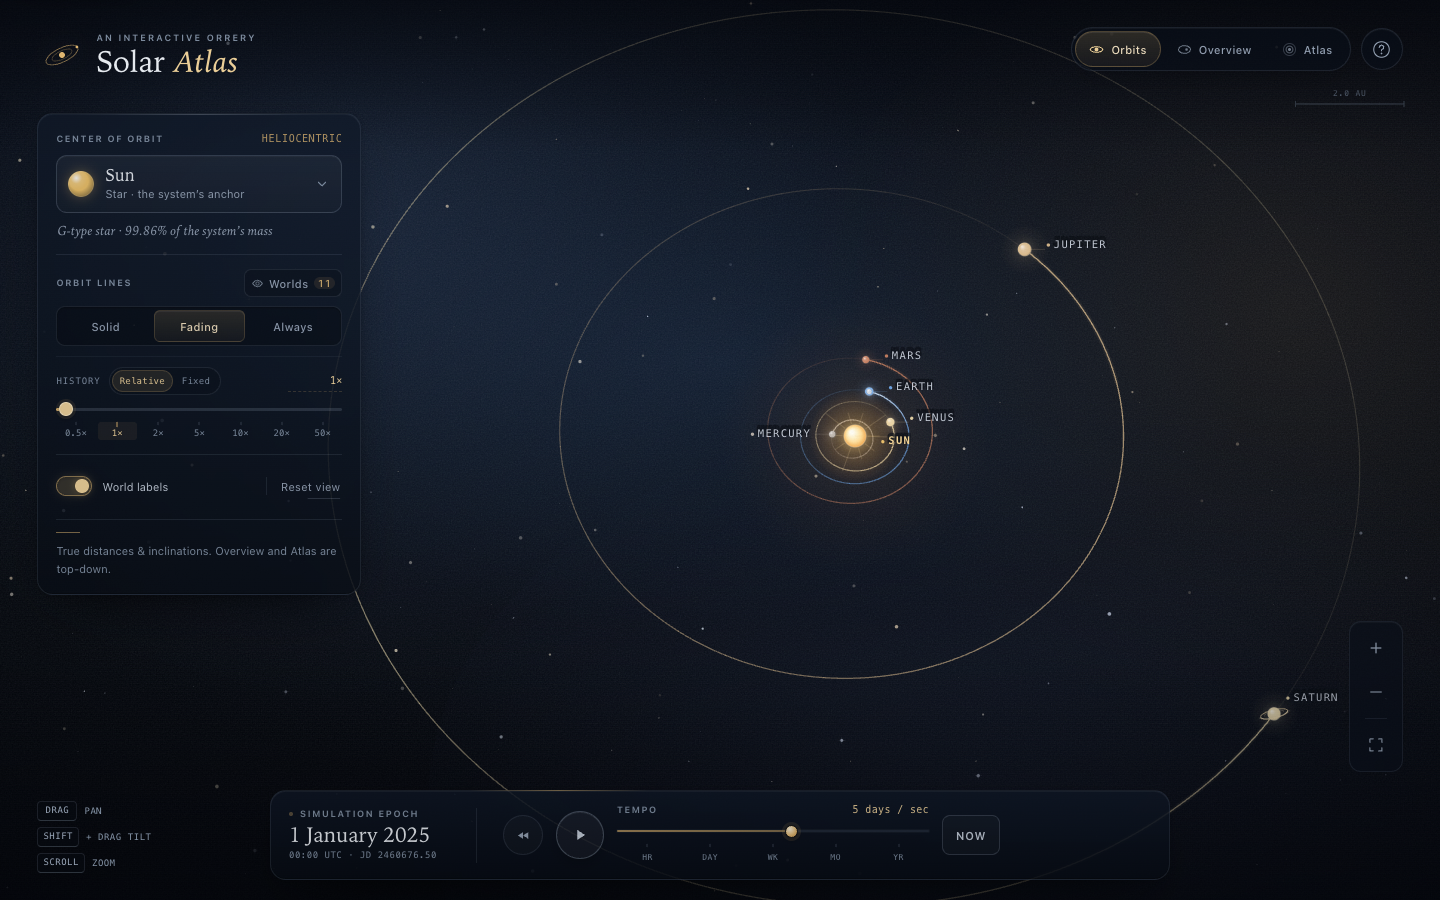 AN INTERACTIVE ORRERY
Solar Atlas
Orbits
Overview
Atlas
2.0 AU
CENTER OF ORBIT
HELIOCENTRIC
Sun
Star · the system's anchor
G-type star · 99.86% of the system's mass
ORBIT LINES
Worlds 11
Solid
Fading
Always
HISTORY
Relative
Fixed
1×
0.5×
1×
2×
5×
10×
20×
50×
World labels
Reset view
True distances & inclinations. Overview and Atlas are
top-down.
JUPITER
MARS
EARTH
VENUS
MERCURY
SUN
SATURN
DRAG PAN
SHIFT + DRAG TILT
SCROLL ZOOM
SIMULATION EPOCH
1 January 2025
00:00 UTC · JD 2460676.50
TEMPO
5 days / sec
HR
DAY
WK
MO
YR
NOW